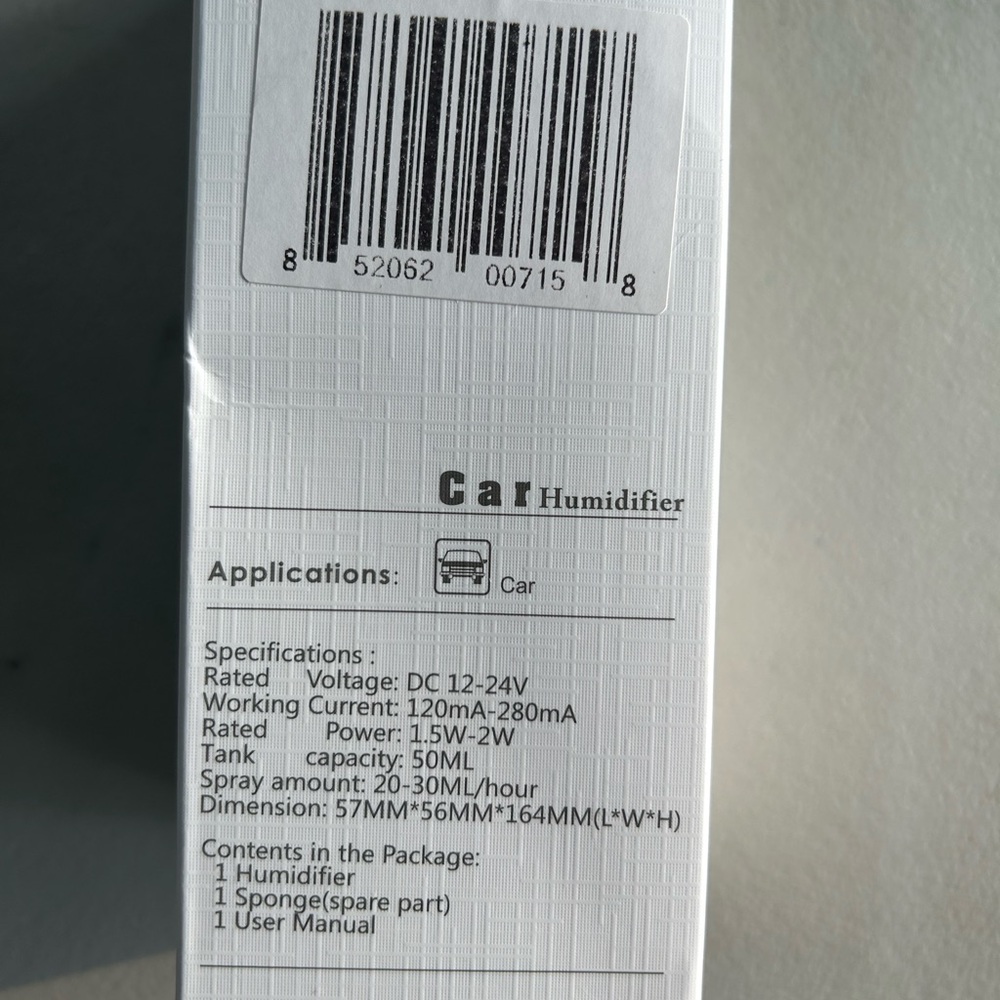 8 52062 00715 8
Car Humidifier
Applications: Car
Specifications :
Rated Voltage: DC 12-24V
Working Current: 120mA-280mA
Rated Power: 1.5W-2W
Tank capacity: 50ML
Spray amount: 20-30ML/hour
Dimension: 57MM*56MM*164MM(L*W*H)
Contents in the Package:
1 Humidifier
1 Sponge(spare part)
1 User Manual